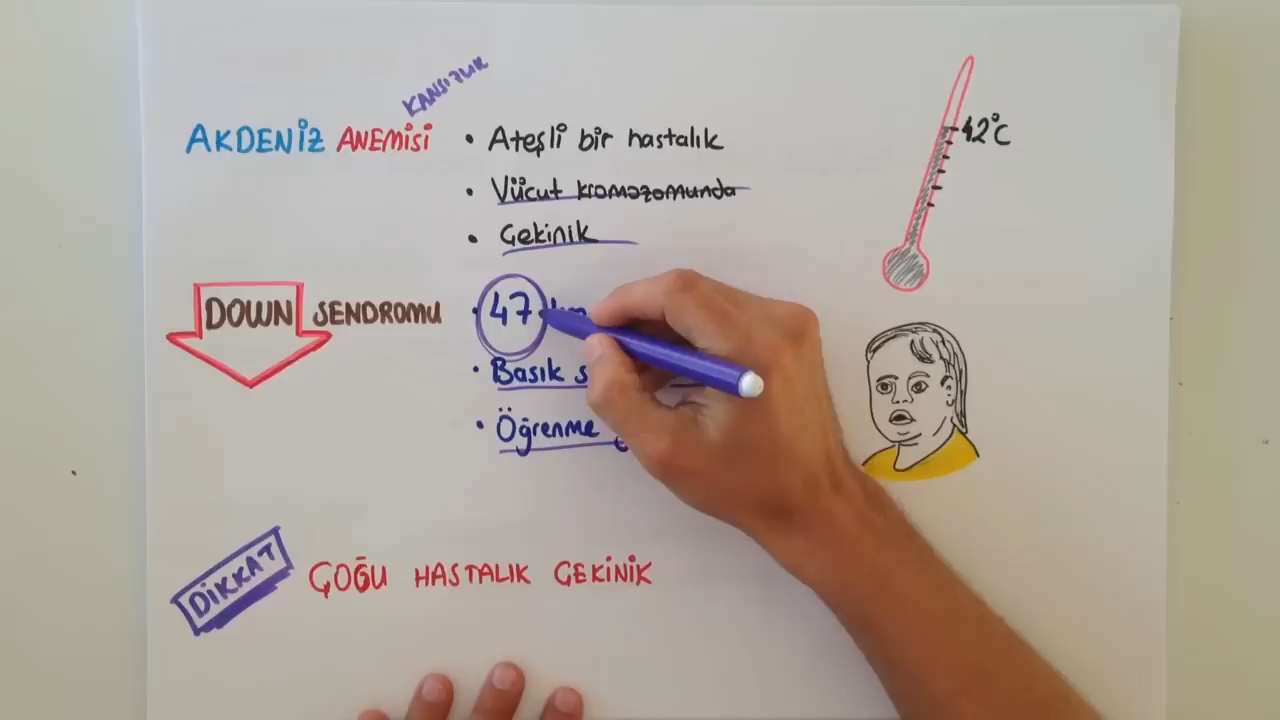 KANSIZLIK
AKDENİZ ANEMİSİ
• Ateşli bir hastalık
• Vücut kromozomunda
• Çekinik
DOWN SENDROMU
• 47
• Basık
• Öğrenme
42°C
DİKKAT
ÇOĞU HASTALIK ÇEKİNİK